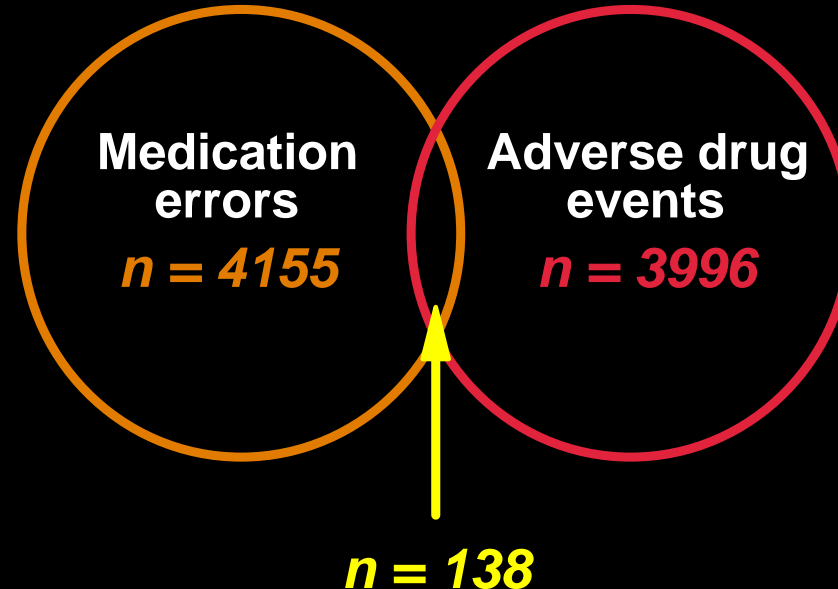 Medication
errors
n = 4155
Adverse drug
events
n = 3996
n = 138